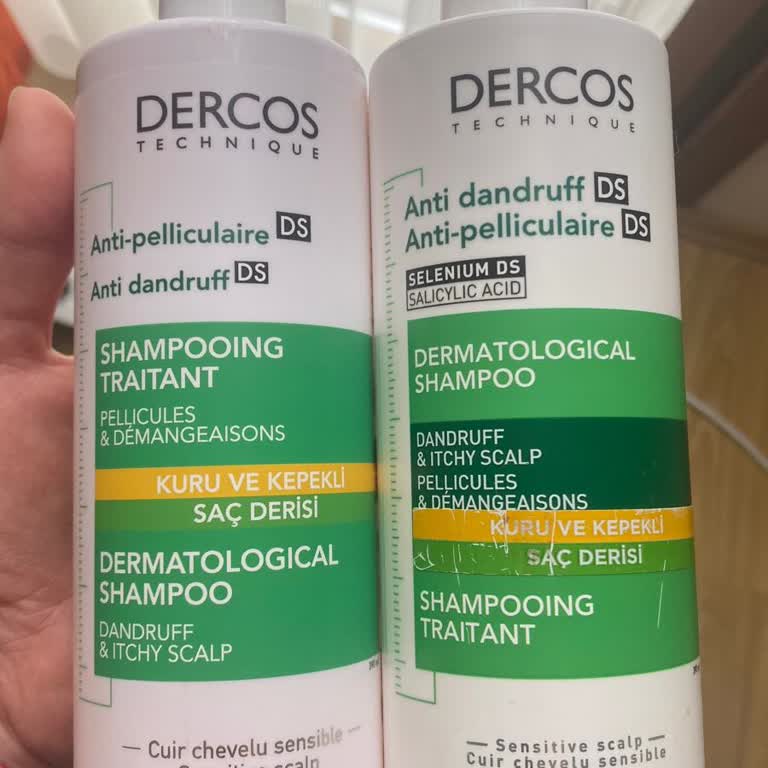 DERCOS
TECHNIQUE
Anti-pelliculaire DS
Anti dandruff DS
SHAMPOOING
TRAITANT
PELLICULES
& DÉMANGEAISONS
KURU VE KEPEKLİ
SAÇ DERİSİ
DERMATOLOGICAL
SHAMPOO
DANDRUFF
& ITCHY SCALP
— Cuir chevelu sensible —
DERCOS
TECHNIQUE
Anti dandruff DS
Anti-pelliculaire DS
SELENIUM DS
SALICYLIC ACID
DERMATOLOGICAL
SHAMPOO
DANDRUFF
& ITCHY SCALP
PELLICULES
& DÉMANGEAISONS
KURU VE KEPEKLİ
SAÇ DERİSİ
SHAMPOOING
TRAITANT
— Sensitive scalp —
Cuir chevelu sensible